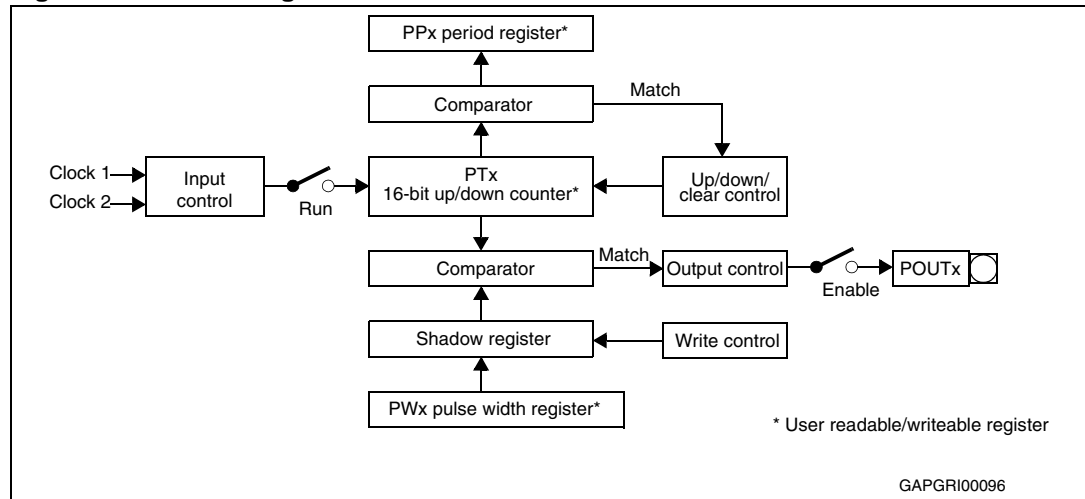 PPx period register*
Comparator
Match
Clock 1
Clock 2
Input
control
Run
PTx
16-bit up/down counter*
Up/down/
clear control
Comparator
Match
Output control
Enable
POUTx
Shadow register
Write control
PWx pulse width register*
* User readable/writeable register
GAPGRI00096